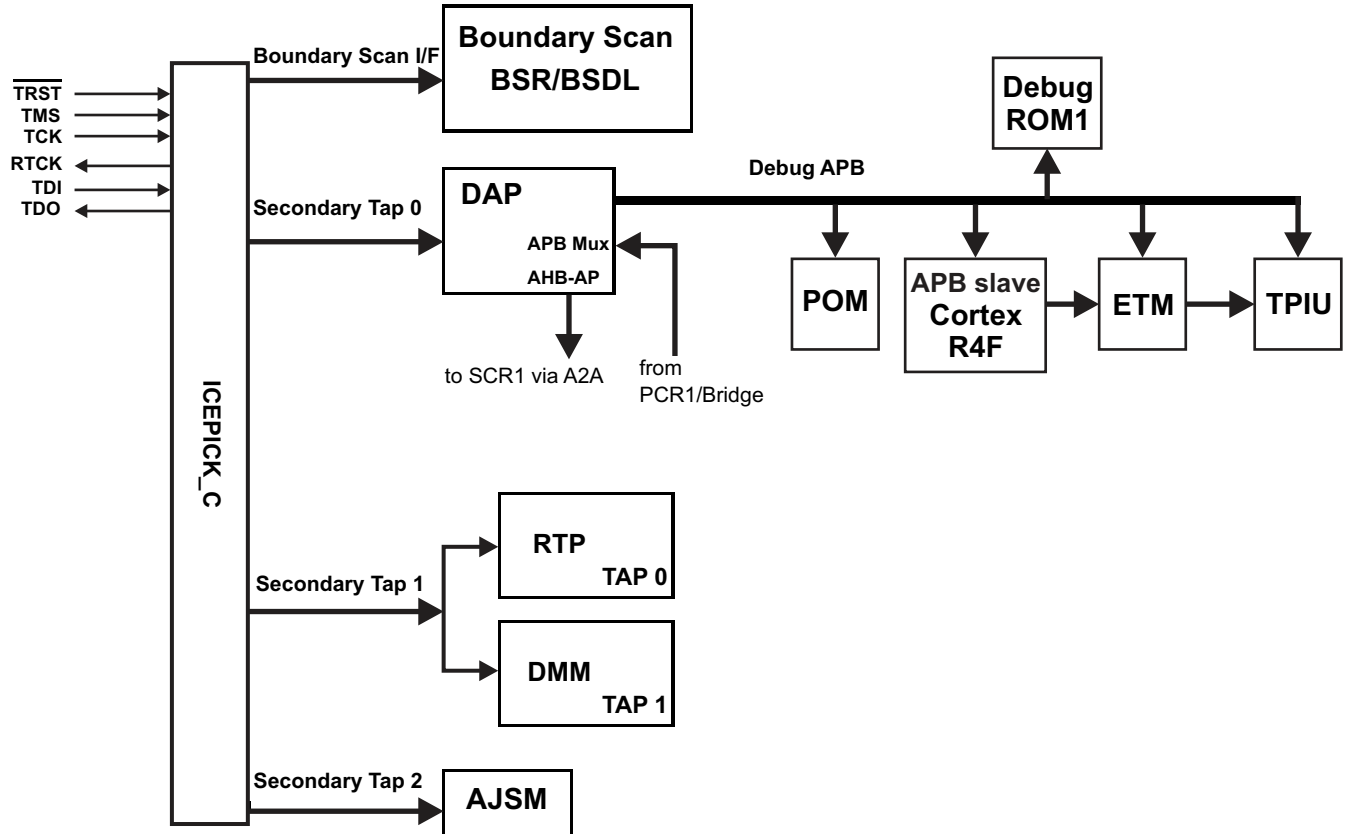 Boundary Scan I/F
Boundary Scan
BSR/BSDL
TRST
TMS
TCK
RTCK
TDI
TDO
ICEPICK_C
Secondary Tap 0
DAP
APB Mux
AHB-AP
to SCR1 via A2A
from
PCR1/Bridge
Debug APB
Debug
ROM1
POM
APB slave
Cortex
R4F
ETM
TPIU
Secondary Tap 1
RTP
TAP 0
DMM
TAP 1
Secondary Tap 2
AJSM